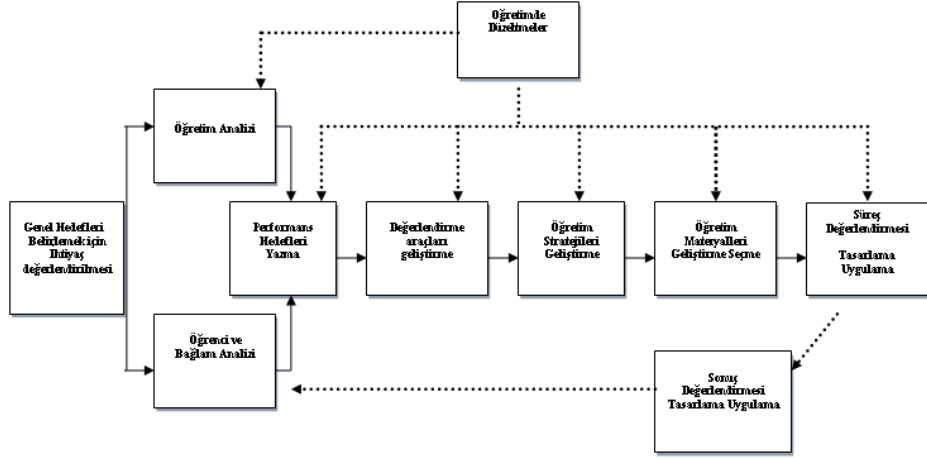 Öğretimde
Düzeltmeler
Öğretim Analizi
Genel Hedefleri
Belirlemek için
İhtiyaç
değerlendirilmesi
Performans
Hedefleri
Yazma
Değerlendirme
araçları
geliştirme
Öğretim
Stratejileri
Geliştirme
Öğretim
Materyalleri
Geliştirme Seçme
Süreç
Değerlendirmesi
Tasarlama
Uygulama
Öğrenci ve
Bağlam Analizi
Sonuç
Değerlendirmesi
Tasarlama Uygulama